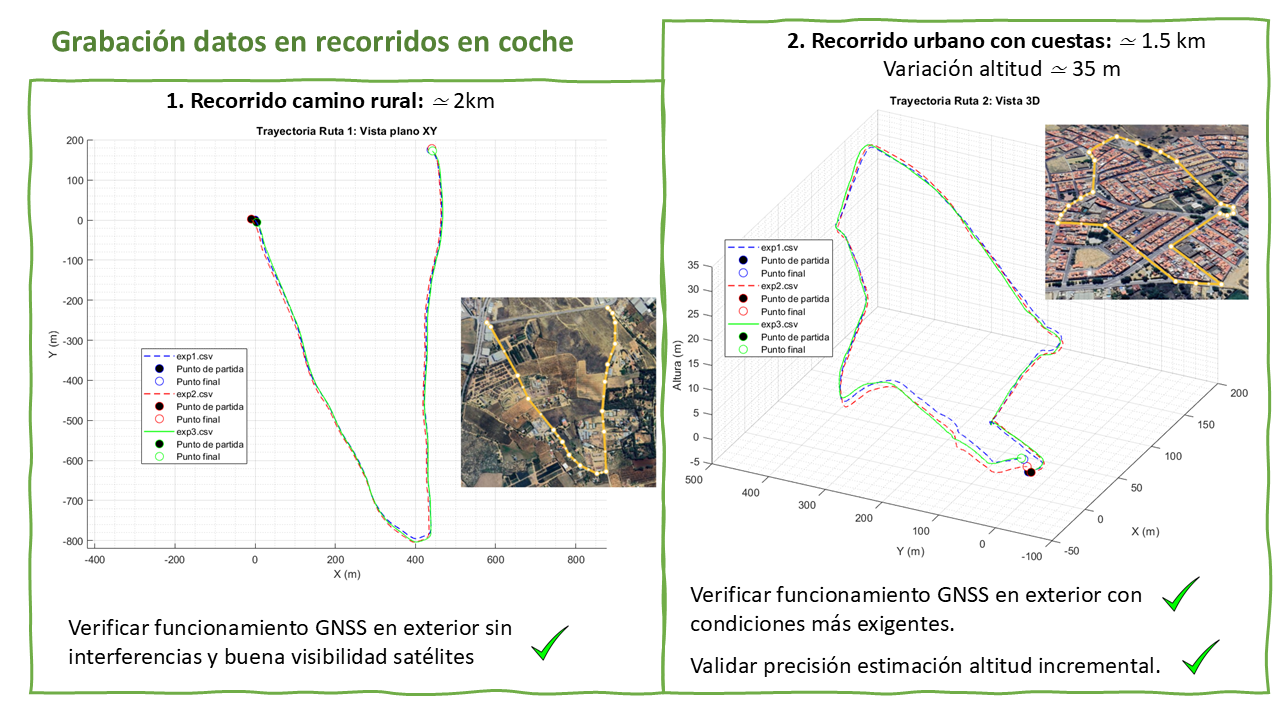 Grabación datos en recorridos en coche
1. Recorrido camino rural: ≃ 2km
Trayectoria Ruta 1: Vista plano XY
200
100
0
-100
-200
-300
-400
-500
-600
-700
-800
Y (m)
-400
-200
0
200
400
600
800
X (m)
exp1.csv
Punto de partida
Punto final
exp2.csv
Punto de partida
Punto final
exp3.csv
Punto de partida
Punto final
Verificar funcionamiento GNSS en exterior sin
interferencias y buena visibilidad satélites
2. Recorrido urbano con cuestas: ≃ 1.5 km
Variación altitud ≃ 35 m
Trayectoria Ruta 2: Vista 3D
exp1.csv
Punto de partida
Punto final
exp2.csv
Punto de partida
Punto final
exp3.csv
Punto de partida
Punto final
35
30
25
20
15
10
5
0
-5
Altura (m)
500
400
300
200
100
0
-100
Y (m)
-50
0
50
100
150
200
X (m)
Verificar funcionamiento GNSS en exterior con
condiciones más exigentes.
Validar precisión estimación altitud incremental.